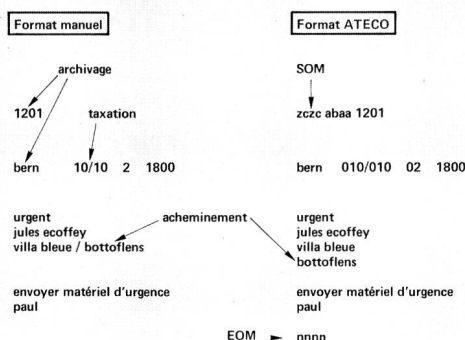 Format manuel
archivage
1201 taxation
bern 10/10 2 1800
urgent
jules ecoffey
villa bleue / bottoflens
envoyer matériel d'urgence
paul
acheminement
Format ATECO
SOM
zczc abaa 1201
bern 010/010 02 1800
urgent
jules ecoffey
villa bleue
bottoflens
envoyer matériel d'urgence
paul
EOM nnnn